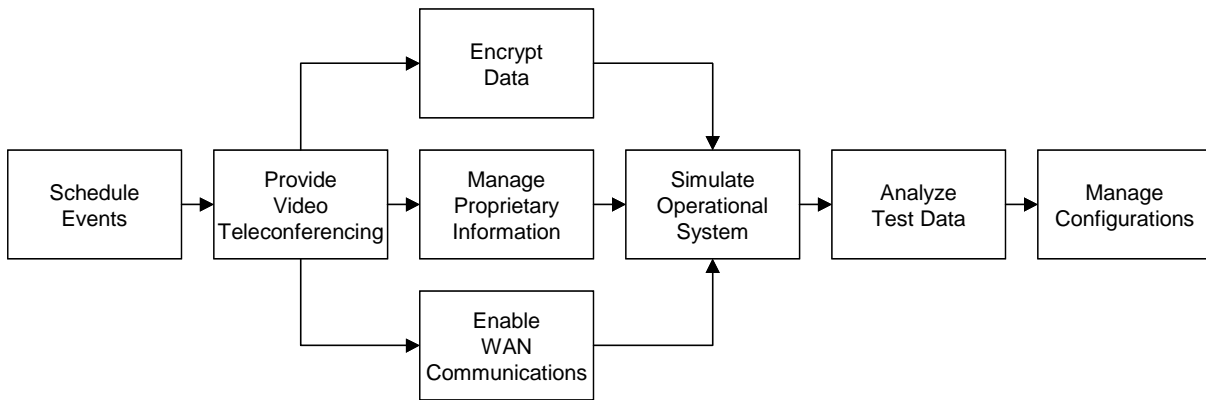 Encrypt
Data
Schedule
Events
Provide
Video
Teleconferencing
Manage
Proprietary
Information
Simulate
Operational
System
Analyze
Test Data
Manage
Configurations
Enable
WAN
Communications